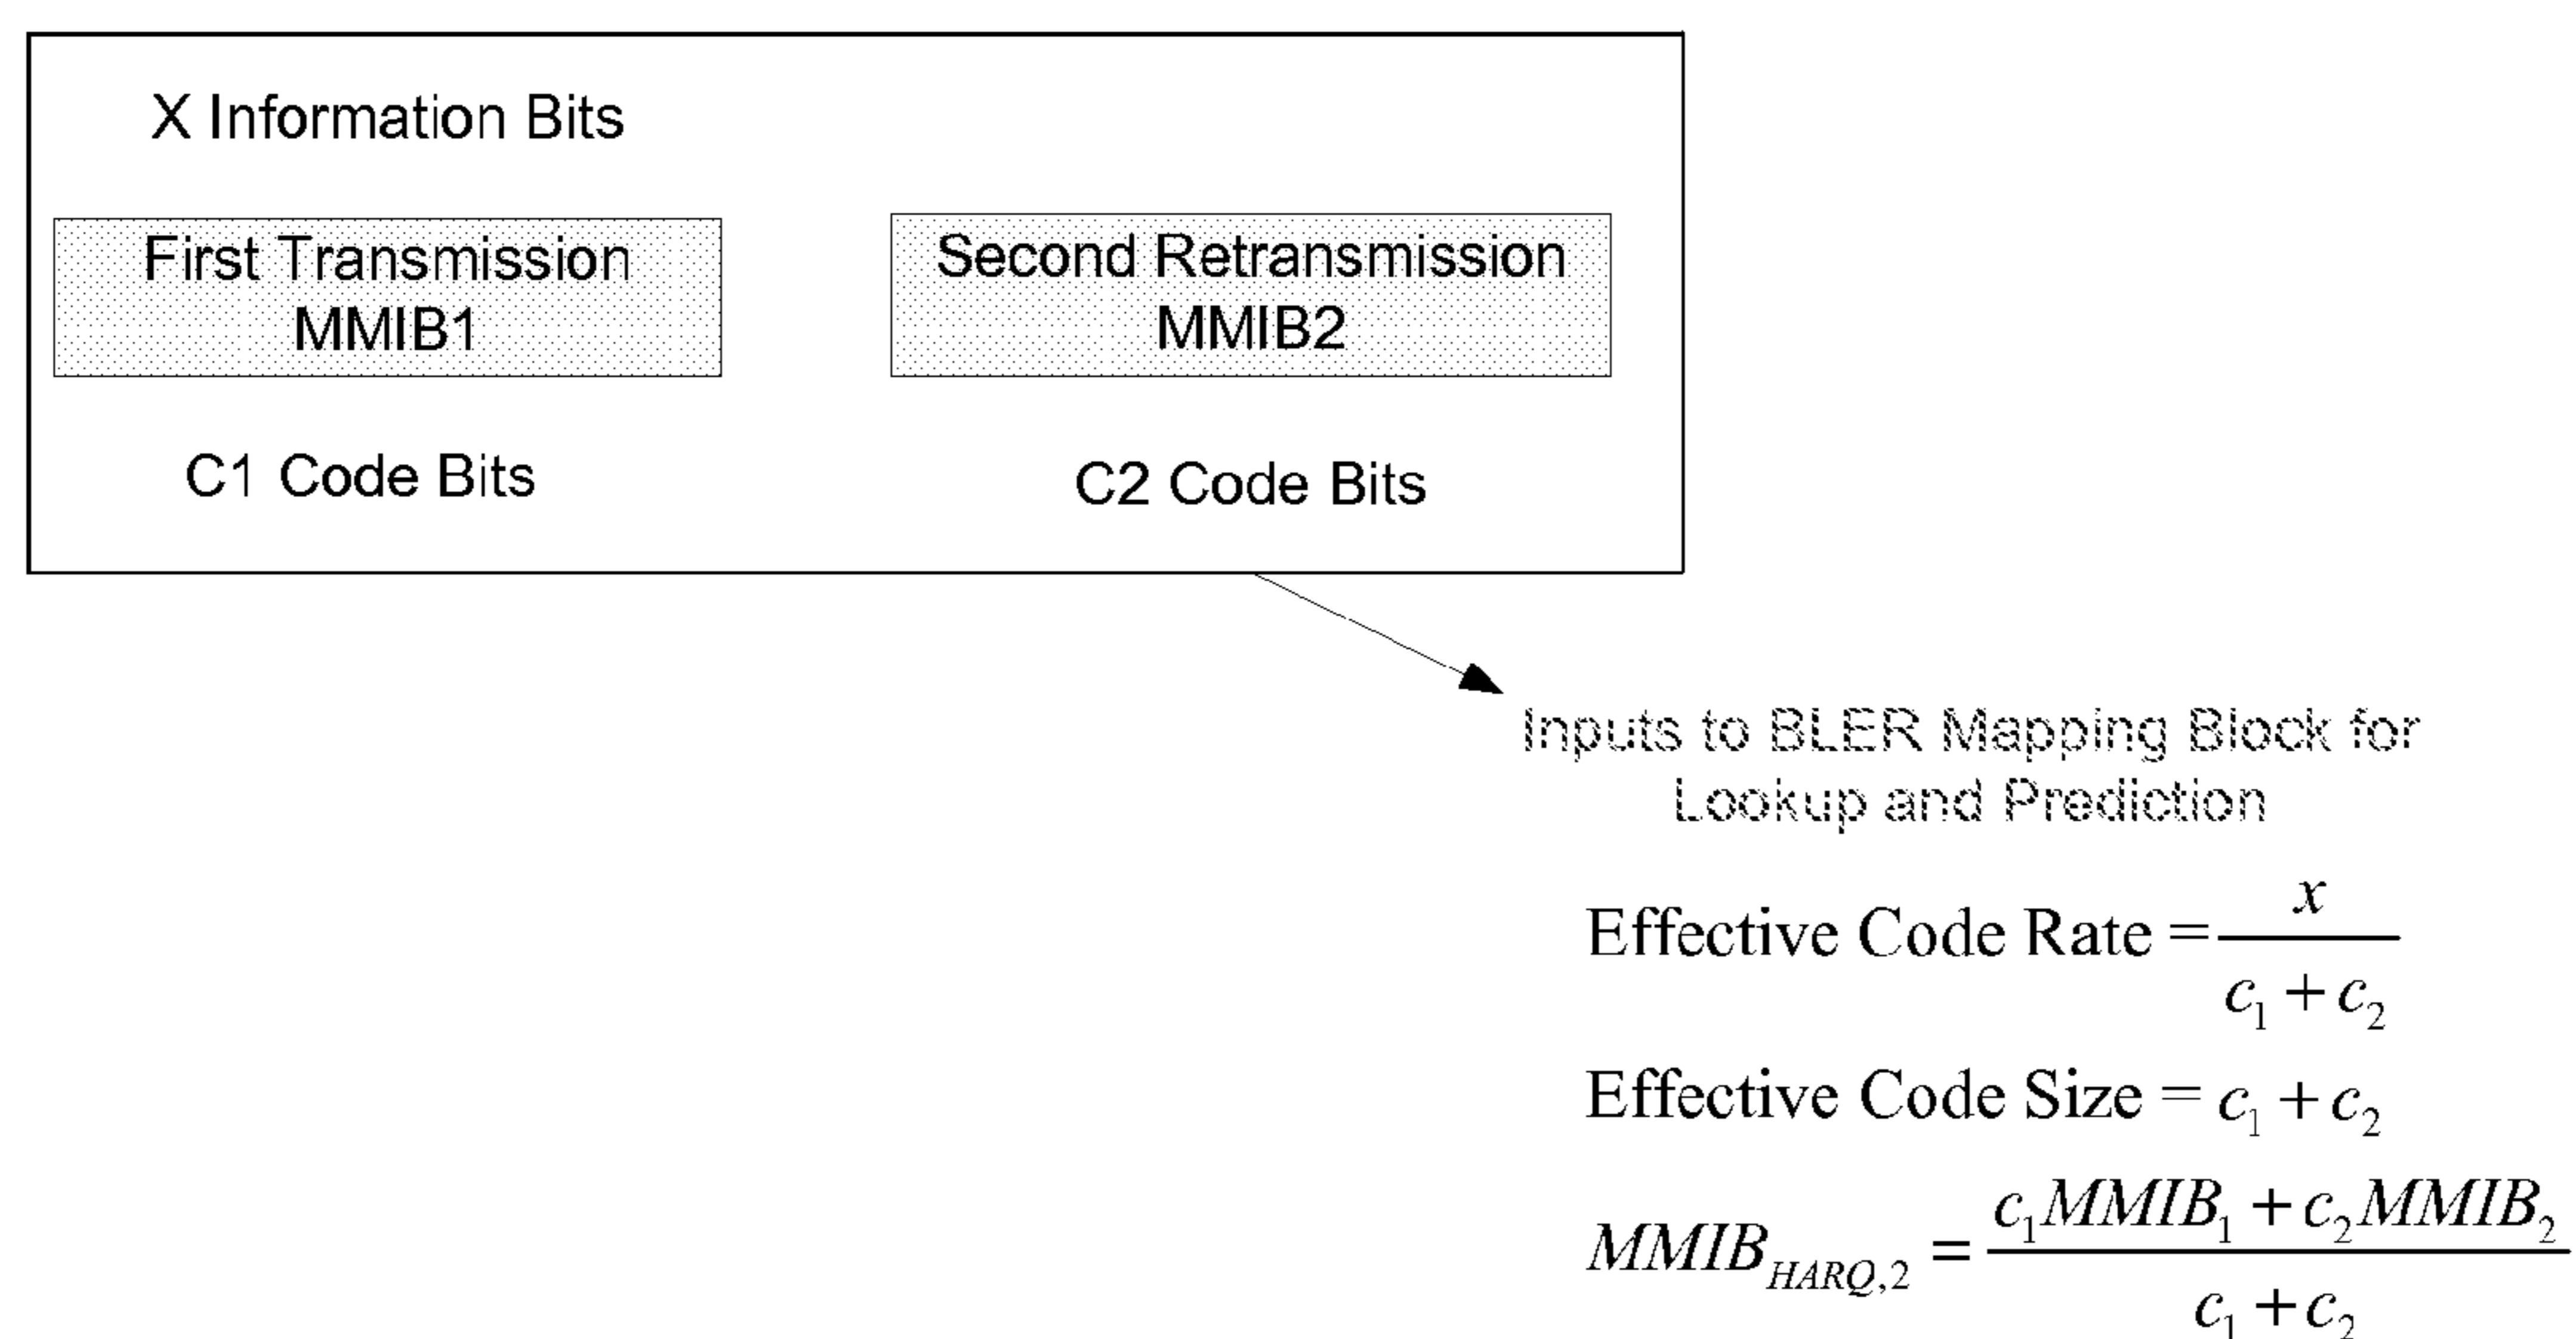 X Information Bits
First Transmission
MMIB1
Second Retransmission
MMIB2
C1 Code Bits
C2 Code Bits
Inputs to BLER Mapping Block for
Lookup and Prediction
Effective Code Rate = x / (c₁ + c₂)
Effective Code Size = c₁ + c₂
MMIB_{HARQ,2} = (c₁MMIB₁ + c₂MMIB₂) / (c₁ + c₂)